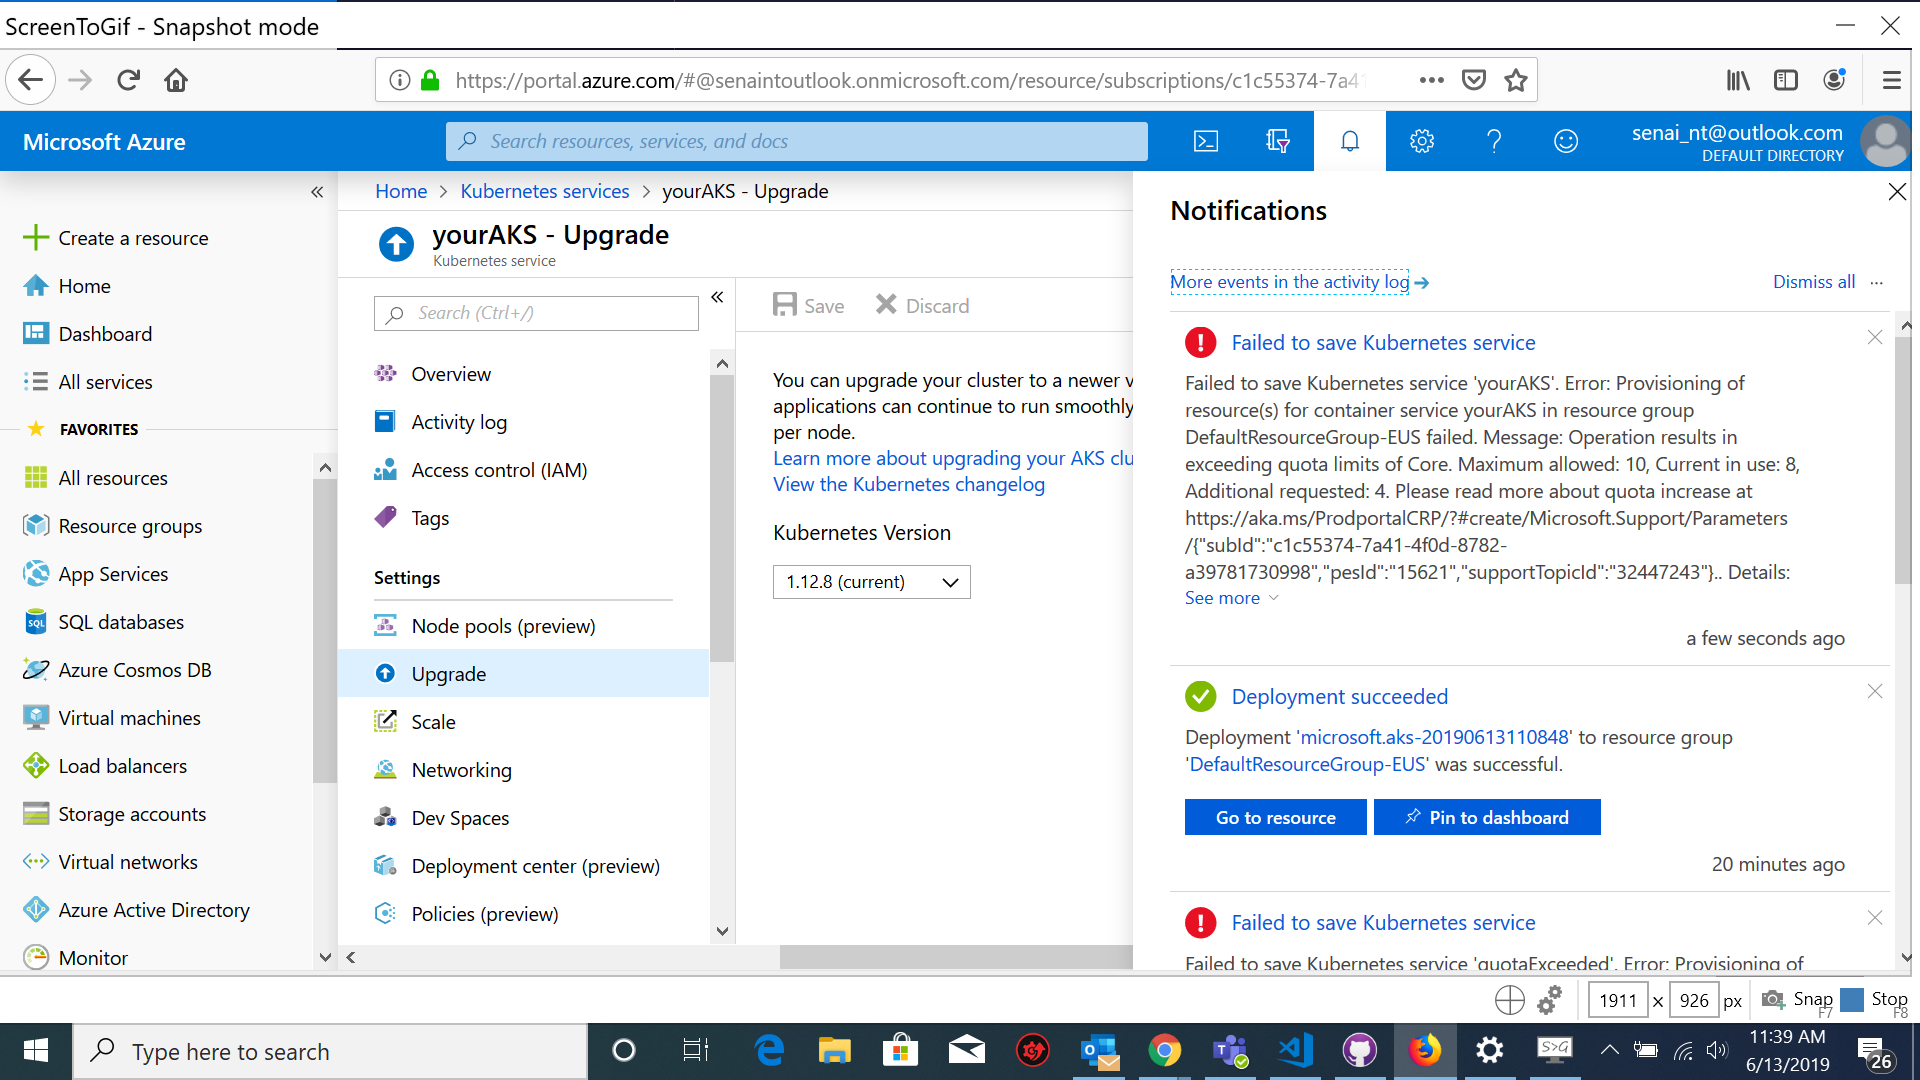 ScreenToGif - Snapshot mode
https://portal.azure.com/#@senaintoutlook.onmicrosoft.com/resource/subscriptions/c1c55374-7a41
Microsoft Azure
Search resources, services, and docs
senai_nt@outlook.com
DEFAULT DIRECTORY
Create a resource
Home
Dashboard
All services
FAVORITES
All resources
Resource groups
App Services
SQL databases
Azure Cosmos DB
Virtual machines
Load balancers
Storage accounts
Virtual networks
Azure Active Directory
Monitor
Home > Kubernetes services > yourAKS - Upgrade
yourAKS - Upgrade
Kubernetes service
Search (Ctrl+/)
Overview
Activity log
Access control (IAM)
Tags
Settings
Node pools (preview)
Upgrade
Scale
Networking
Dev Spaces
Deployment center (preview)
Policies (preview)
Save
Discard
You can upgrade your cluster to a newer v
applications can continue to run smoothly
per node.
Learn more about upgrading your AKS clu
View the Kubernetes changelog
Kubernetes Version
1.12.8 (current)
Notifications
More events in the activity log
Dismiss all
...
Failed to save Kubernetes service
Failed to save Kubernetes service 'yourAKS'. Error: Provisioning of
resource(s) for container service yourAKS in resource group
DefaultResourceGroup-EUS failed. Message: Operation results in
exceeding quota limits of Core. Maximum allowed: 10, Current in use: 8,
Additional requested: 4. Please read more about quota increase at
https://aka.ms/ProdportalCRP/?#create/Microsoft.Support/Parameters
/{"subId":"c1c55374-7a41-4f0d-8782-
a39781730998","pesId":"15621","supportTopicId":"32447243"}.. Details:
See more
a few seconds ago
Deployment succeeded
Deployment 'microsoft.aks-20190613110848' to resource group
'DefaultResourceGroup-EUS' was successful.
Go to resource
Pin to dashboard
20 minutes ago
Failed to save Kubernetes service
Failed to save Kubernetes service 'quotaExceeded'. Error: Provisioning of
1911 x 926 px
Snap
F7
Stop
F8
Type here to search
S>G
11:39 AM
6/13/2019
26